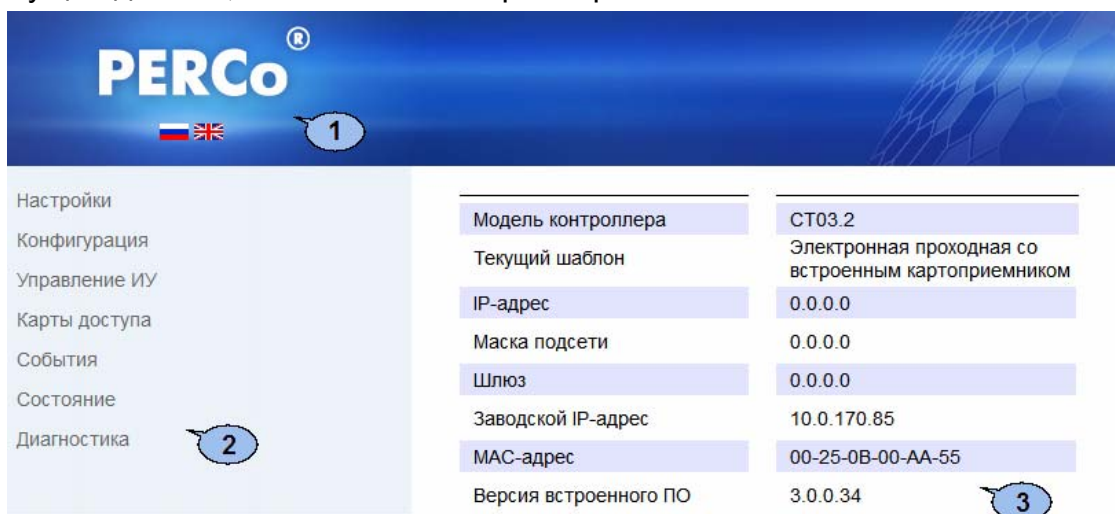 PERCo®
1
Настройки
Конфигурация
Управление ИУ
Карты доступа
События
Состояние
Диагностика
2
Модель контроллера CT03.2
Текущий шаблон Электронная проходная со
встроенным картоприемником
IP-адрес 0.0.0.0
Маска подсети 0.0.0.0
Шлюз 0.0.0.0
Заводской IP-адрес 10.0.170.85
MAC-адрес 00-25-0B-00-AA-55
Версия встроенного ПО 3.0.0.34
3